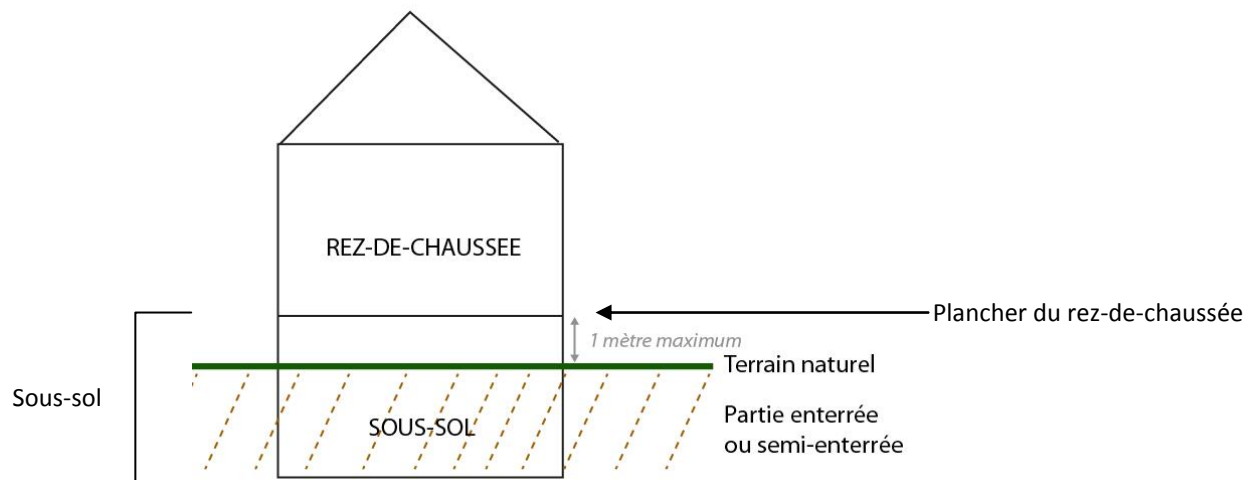 REZ-DE-CHAUSSEE
Plancher du rez-de-chaussée
1 mètre maximum
Terrain naturel
Sous-sol
Partie enterrée
ou semi-enterrée
SOUS-SOL